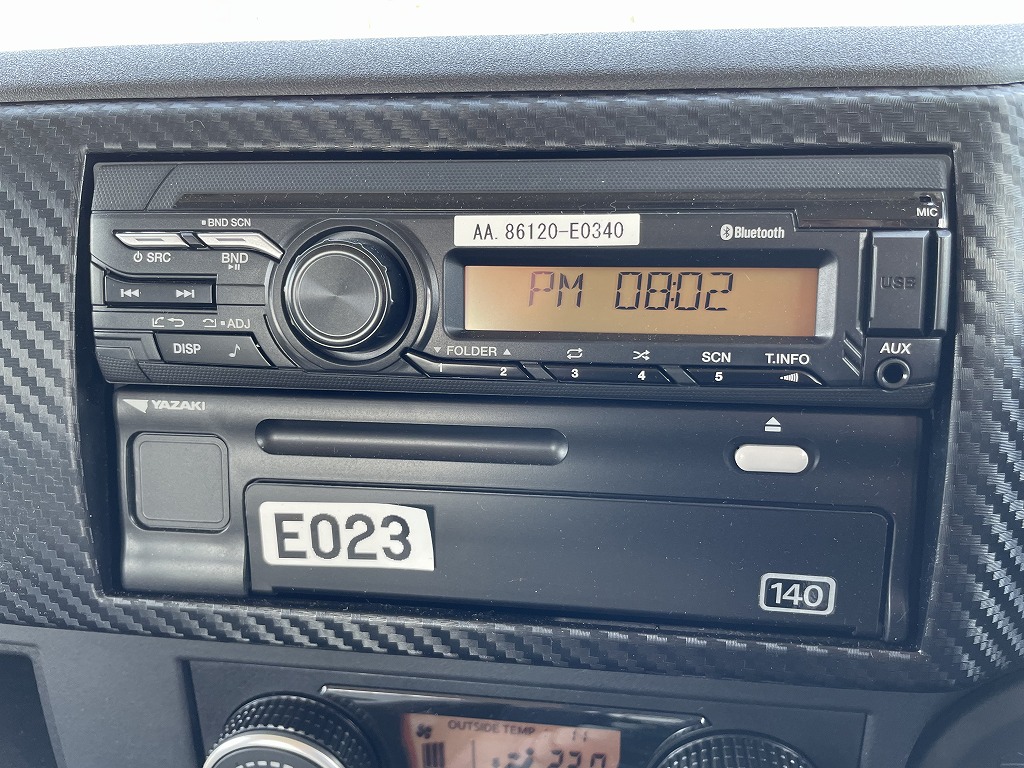 MIC
BND SCN
AA. 86120-E0340
Bluetooth
SRC
BND
PM 08:02
USB
ADJ
DISP
FOLDER
SCN
T.INFO
AUX
1
2
3
4
5
YAZAKI
E023
140
OUTSIDE TEMP
11